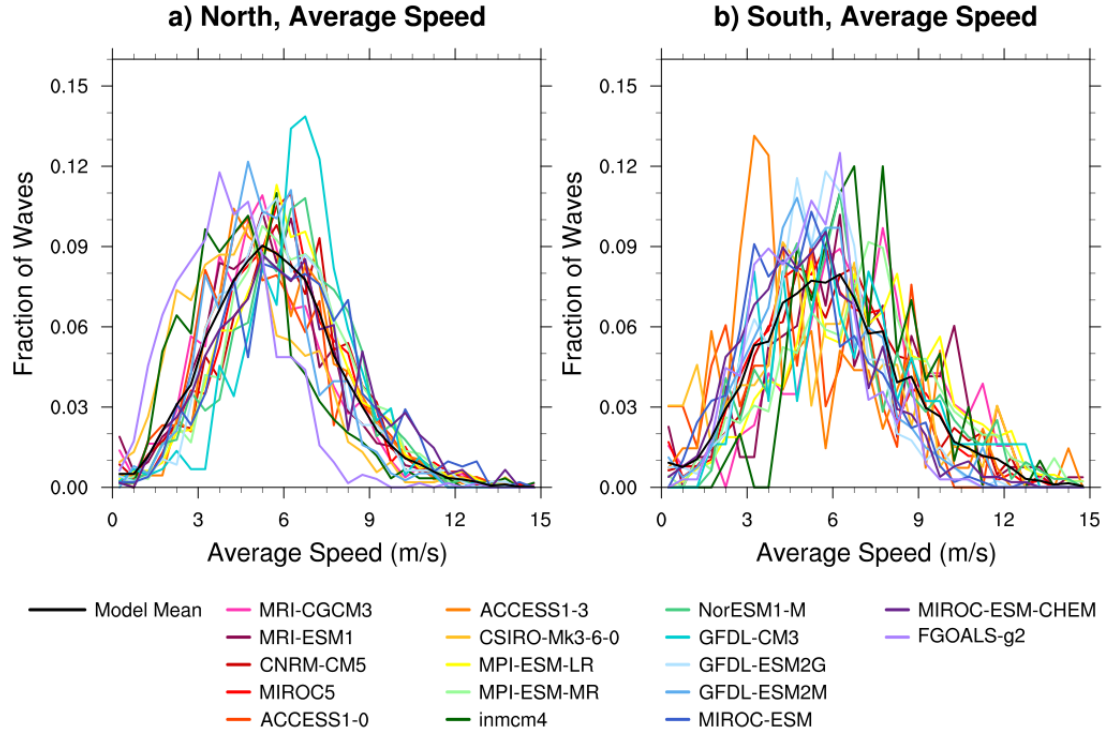 a) North, Average Speed
b) South, Average Speed
Fraction of Waves
0.15
0.12
0.09
0.06
0.03
0.00
0 3 6 9 12 15
Average Speed (m/s)
Fraction of Waves
0.15
0.12
0.09
0.06
0.03
0.00
0 3 6 9 12 15
Average Speed (m/s)
Model Mean
MRI-CGCM3
MRI-ESM1
CNRM-CM5
MIROC5
ACCESS1-0
ACCESS1-3
CSIRO-Mk3-6-0
MPI-ESM-LR
MPI-ESM-MR
inmcm4
NorESM1-M
GFDL-CM3
GFDL-ESM2G
GFDL-ESM2M
MIROC-ESM
MIROC-ESM-CHEM
FGOALS-g2